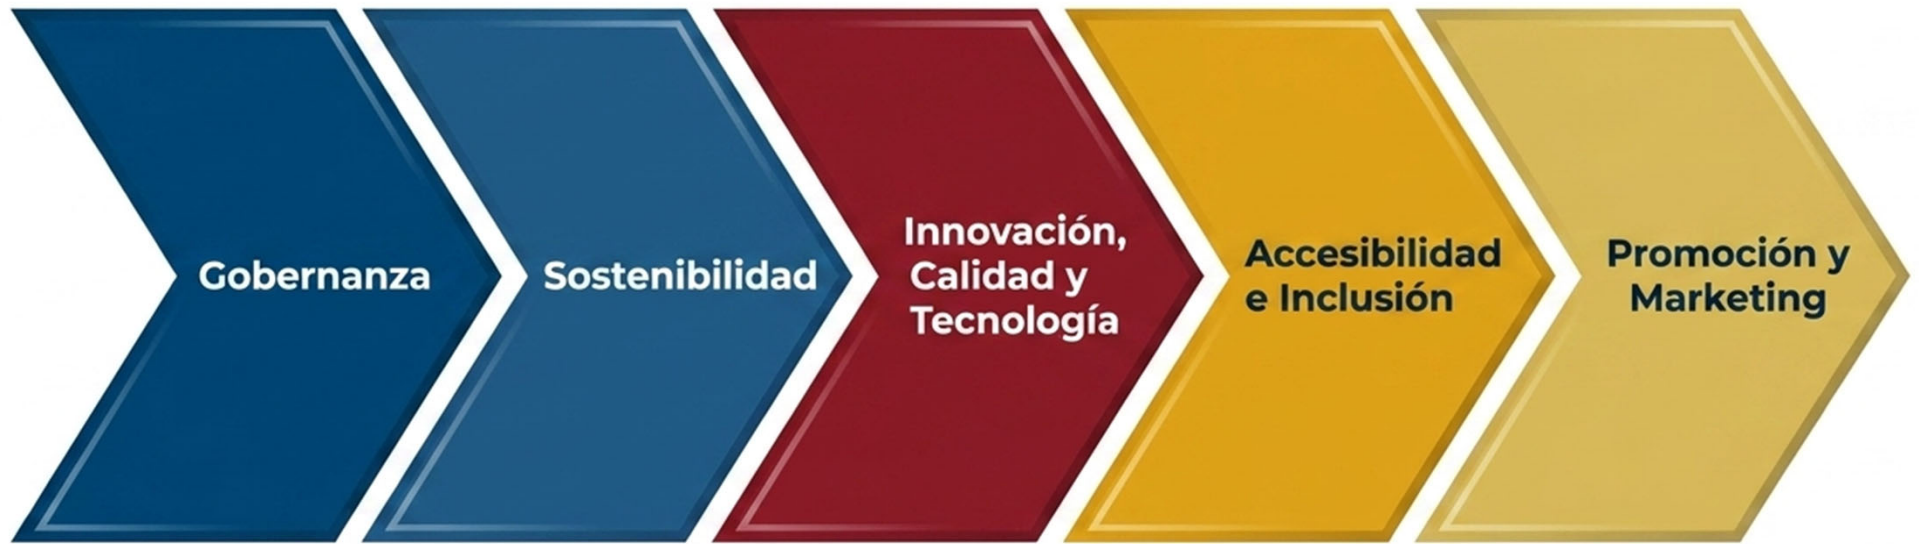 Gobernanza
Sostenibilidad
Innovación,
Calidad y
Tecnología
Accesibilidad
e Inclusión
Promoción y
Marketing